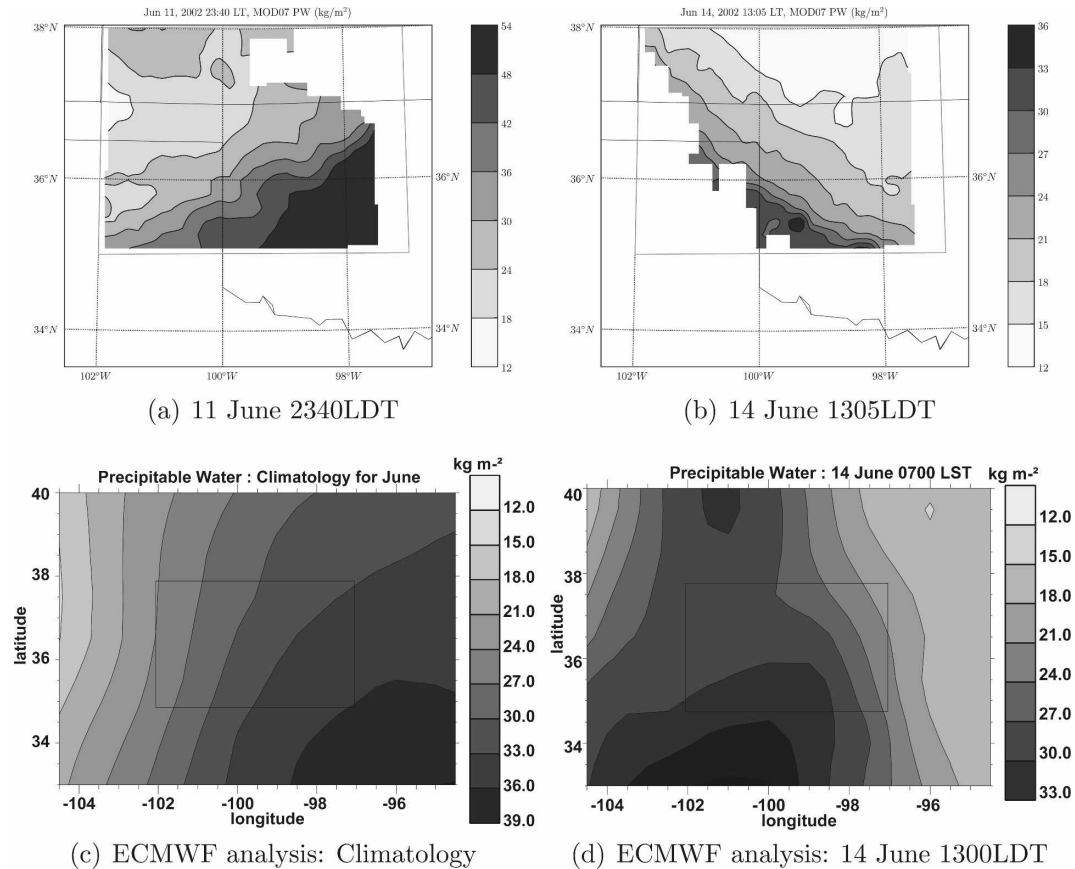 Jun 11, 2002 23:40 LT, MOD07 PW (kg/m²)
38°N
36°N
36°N
34°N
34°N
102°W
100°W
98°W
54
48
42
36
30
24
18
12
(a) 11 June 2340LDT
Jun 14, 2002 13:05 LT, MOD07 PW (kg/m²)
38°N
36°N
36°N
34°N
34°N
102°W
100°W
98°W
36
33
30
27
24
21
18
15
12
(b) 14 June 1305LDT
Precipitable Water : Climatology for June
kg m-²
40
38
36
34
latitude
-104
-102
-100
-98
-96
longitude
12.0
15.0
18.0
21.0
24.0
27.0
30.0
33.0
36.0
39.0
(c) ECMWF analysis: Climatology
Precipitable Water : 14 June 0700 LST
kg m-²
40
38
36
34
latitude
-104
-102
-100
-98
-96
longitude
12.0
15.0
18.0
21.0
24.0
27.0
30.0
33.0
(d) ECMWF analysis: 14 June 1300LDT